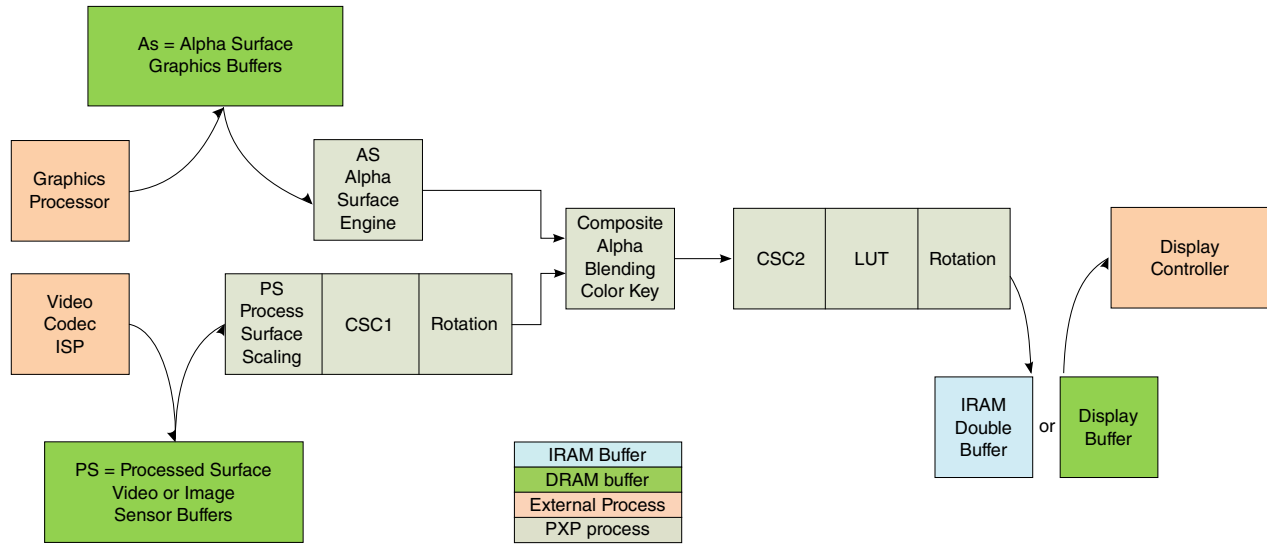 As = Alpha Surface
Graphics Buffers
Graphics
Processor
AS
Alpha
Surface
Engine
Video
Codec
ISP
PS
Process
Surface
Scaling
CSC1
Rotation
Composite
Alpha
Blending
Color Key
CSC2
LUT
Rotation
Display
Controller
IRAM
Double
Buffer
or
Display
Buffer
PS = Processed Surface
Video or Image
Sensor Buffers
IRAM Buffer
DRAM buffer
External Process
PXP process